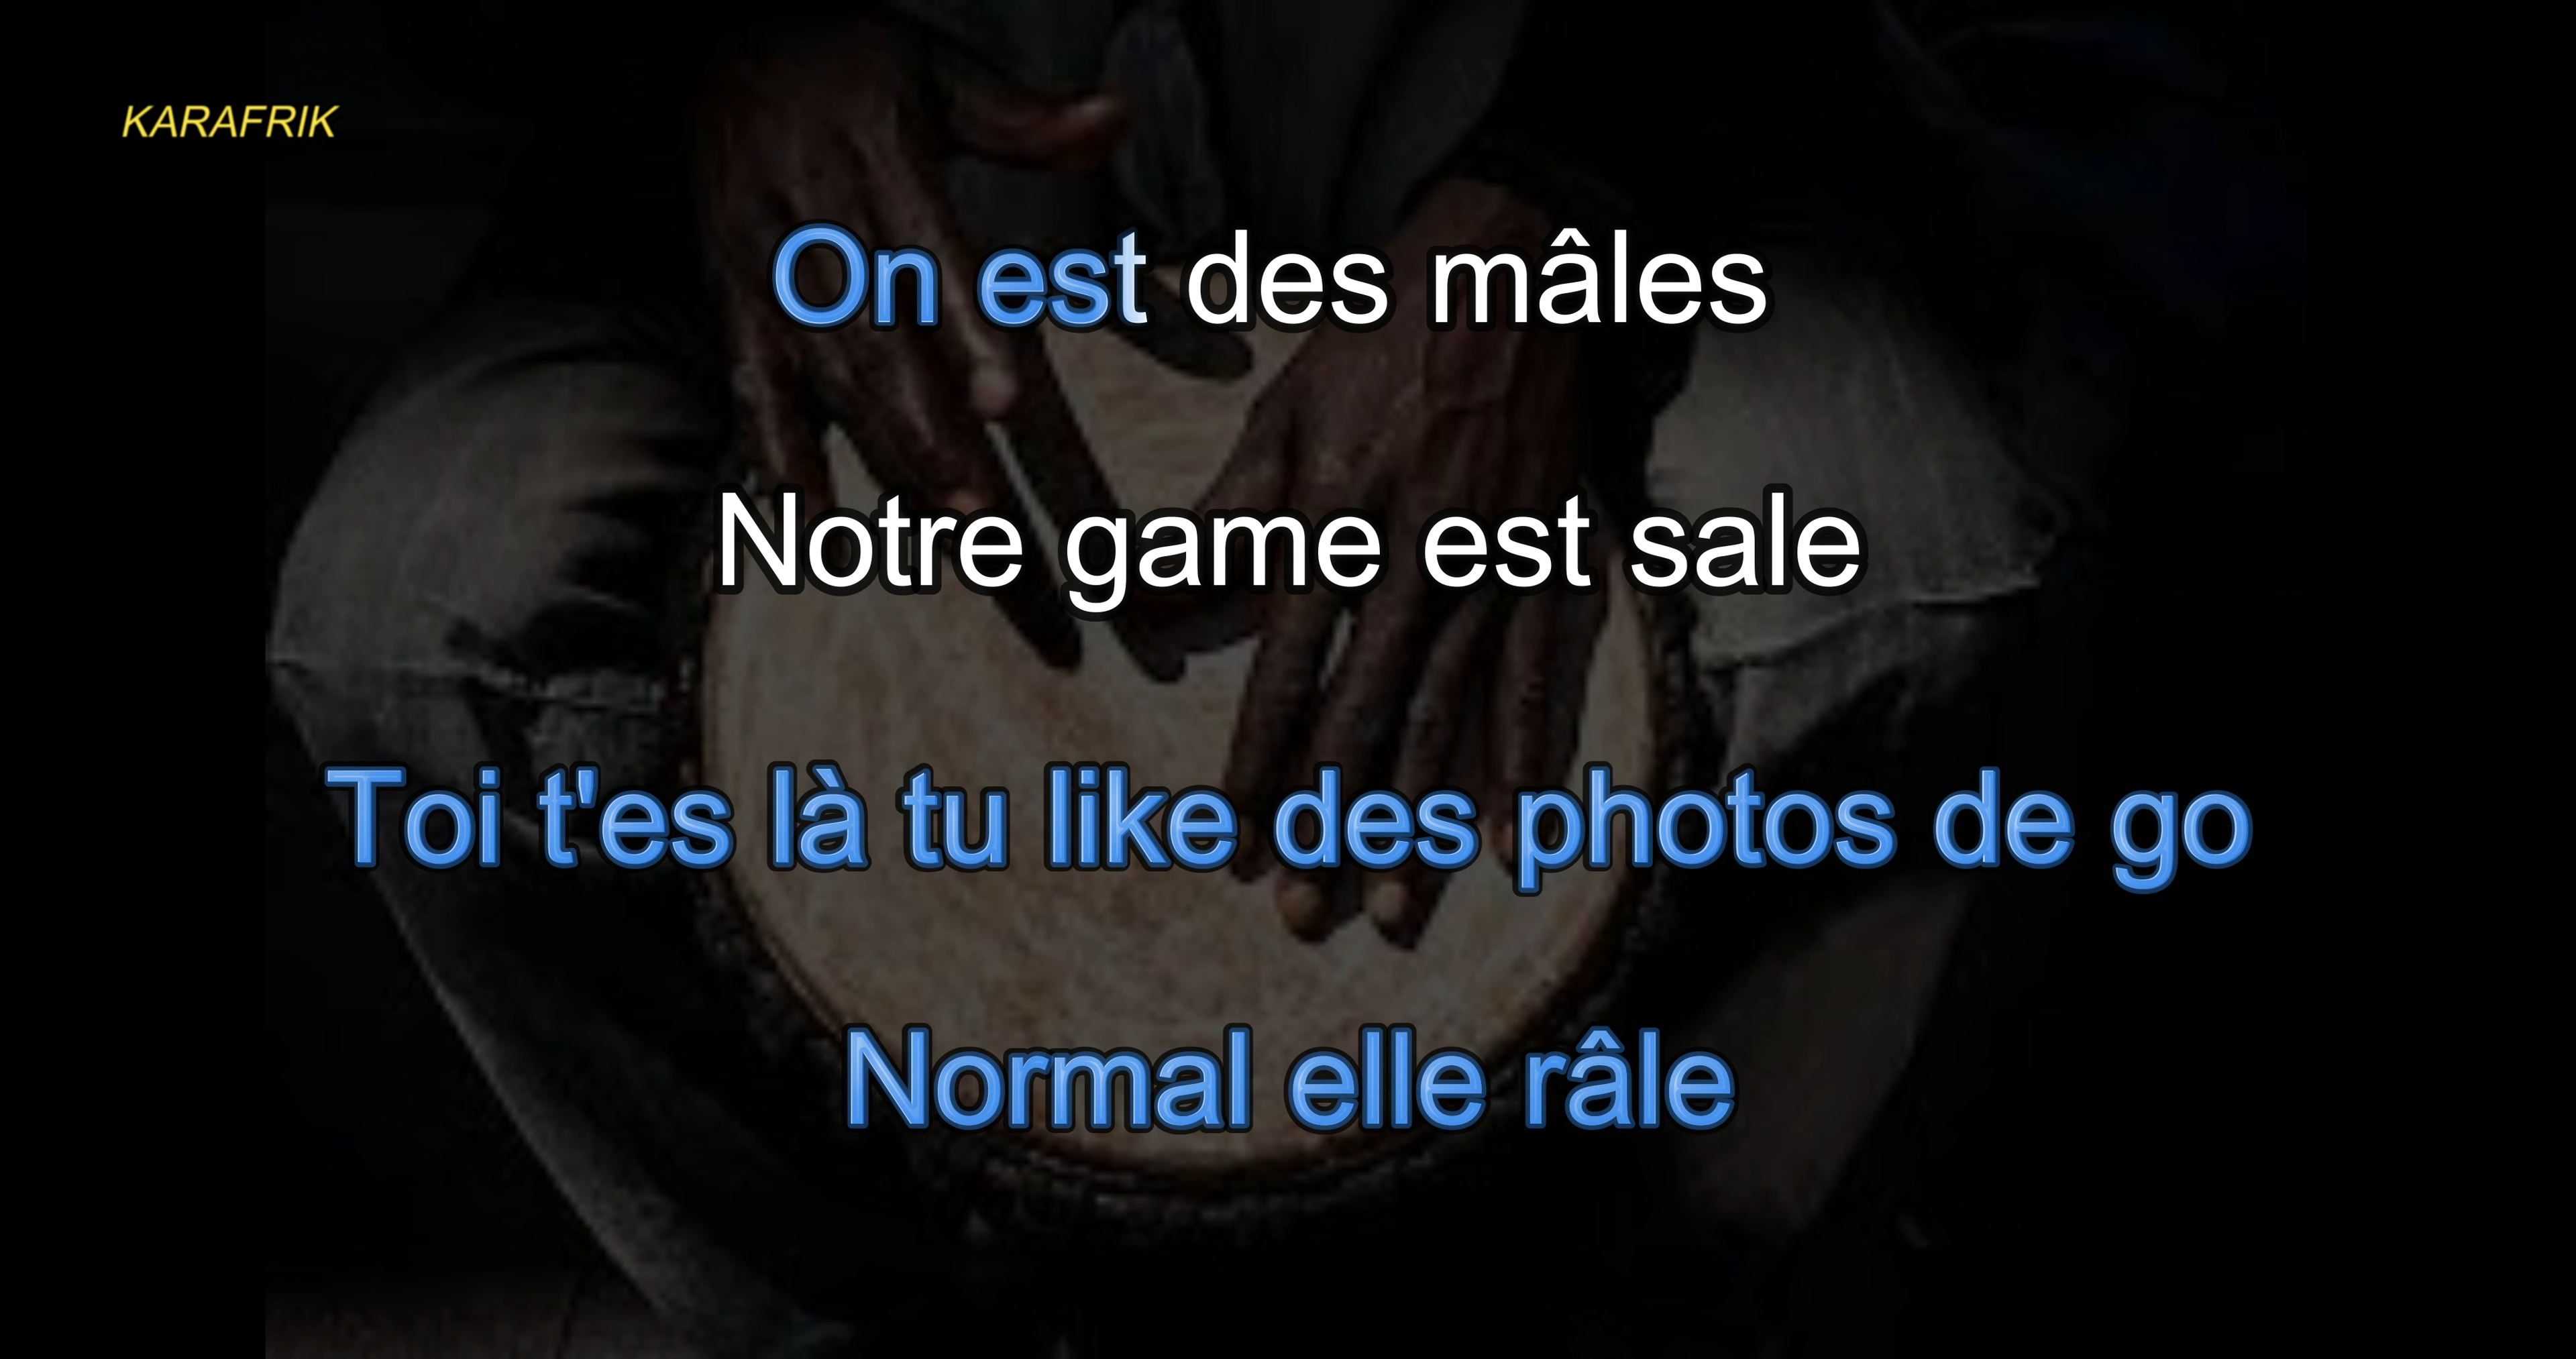 KARAFRIK
On est des mâles
Notre game est sale
Toi t'es là tu like des photos de go
Normal elle râle